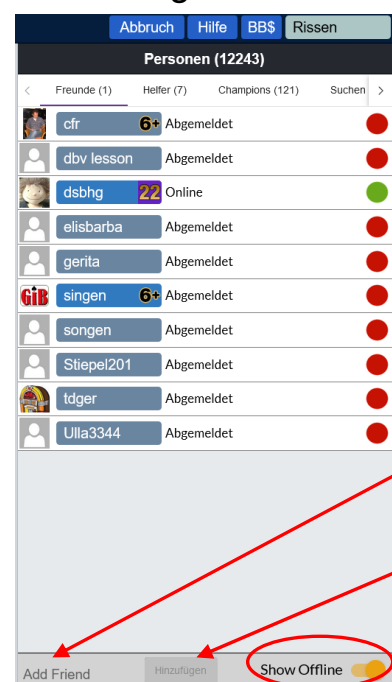 Abbruch Hilfe BB$ Rissen
Personen (12243)
< Freunde (1) Helfer (7) Champions (121) Suchen >
cfr 6+ Abgemeldet
dbv lesson Abgemeldet
dsbhg 22 Online
elisbarba Abgemeldet
gerita Abgemeldet
GiB singen 6+ Abgemeldet
songen Abgemeldet
Stiepel201 Abgemeldet
tdger Abgemeldet
Ulla3344 Abgemeldet
Add Friend Hinzufügen Show Offline